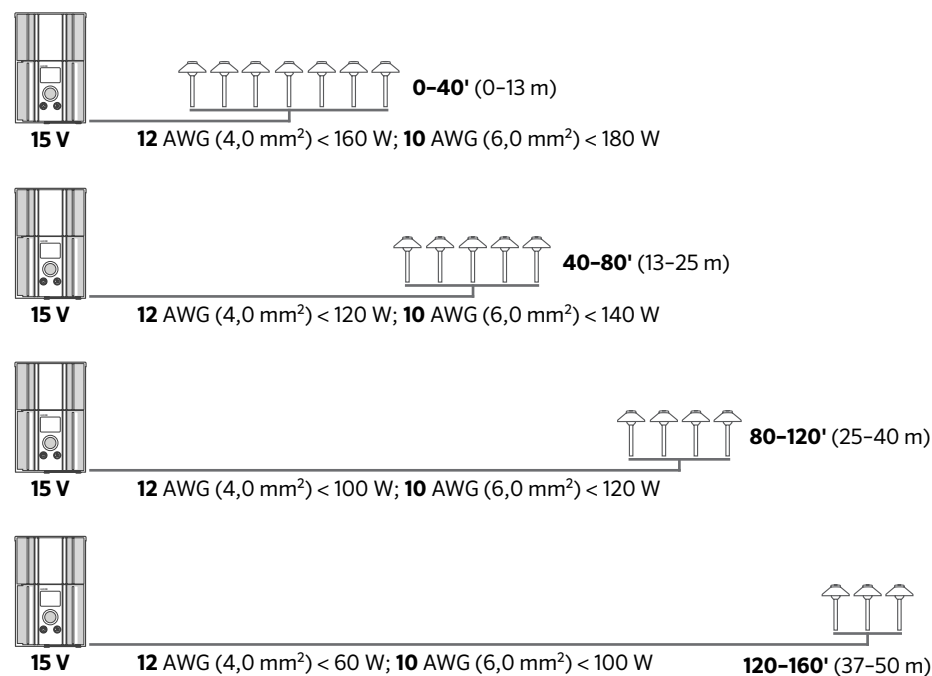 0–40' (0–13 m)
15 V 12 AWG (4,0 mm²) < 160 W; 10 AWG (6,0 mm²) < 180 W
40–80' (13–25 m)
15 V 12 AWG (4,0 mm²) < 120 W; 10 AWG (6,0 mm²) < 140 W
80–120' (25–40 m)
15 V 12 AWG (4,0 mm²) < 100 W; 10 AWG (6,0 mm²) < 120 W
15 V 12 AWG (4,0 mm²) < 60 W; 10 AWG (6,0 mm²) < 100 W 120–160' (37–50 m)